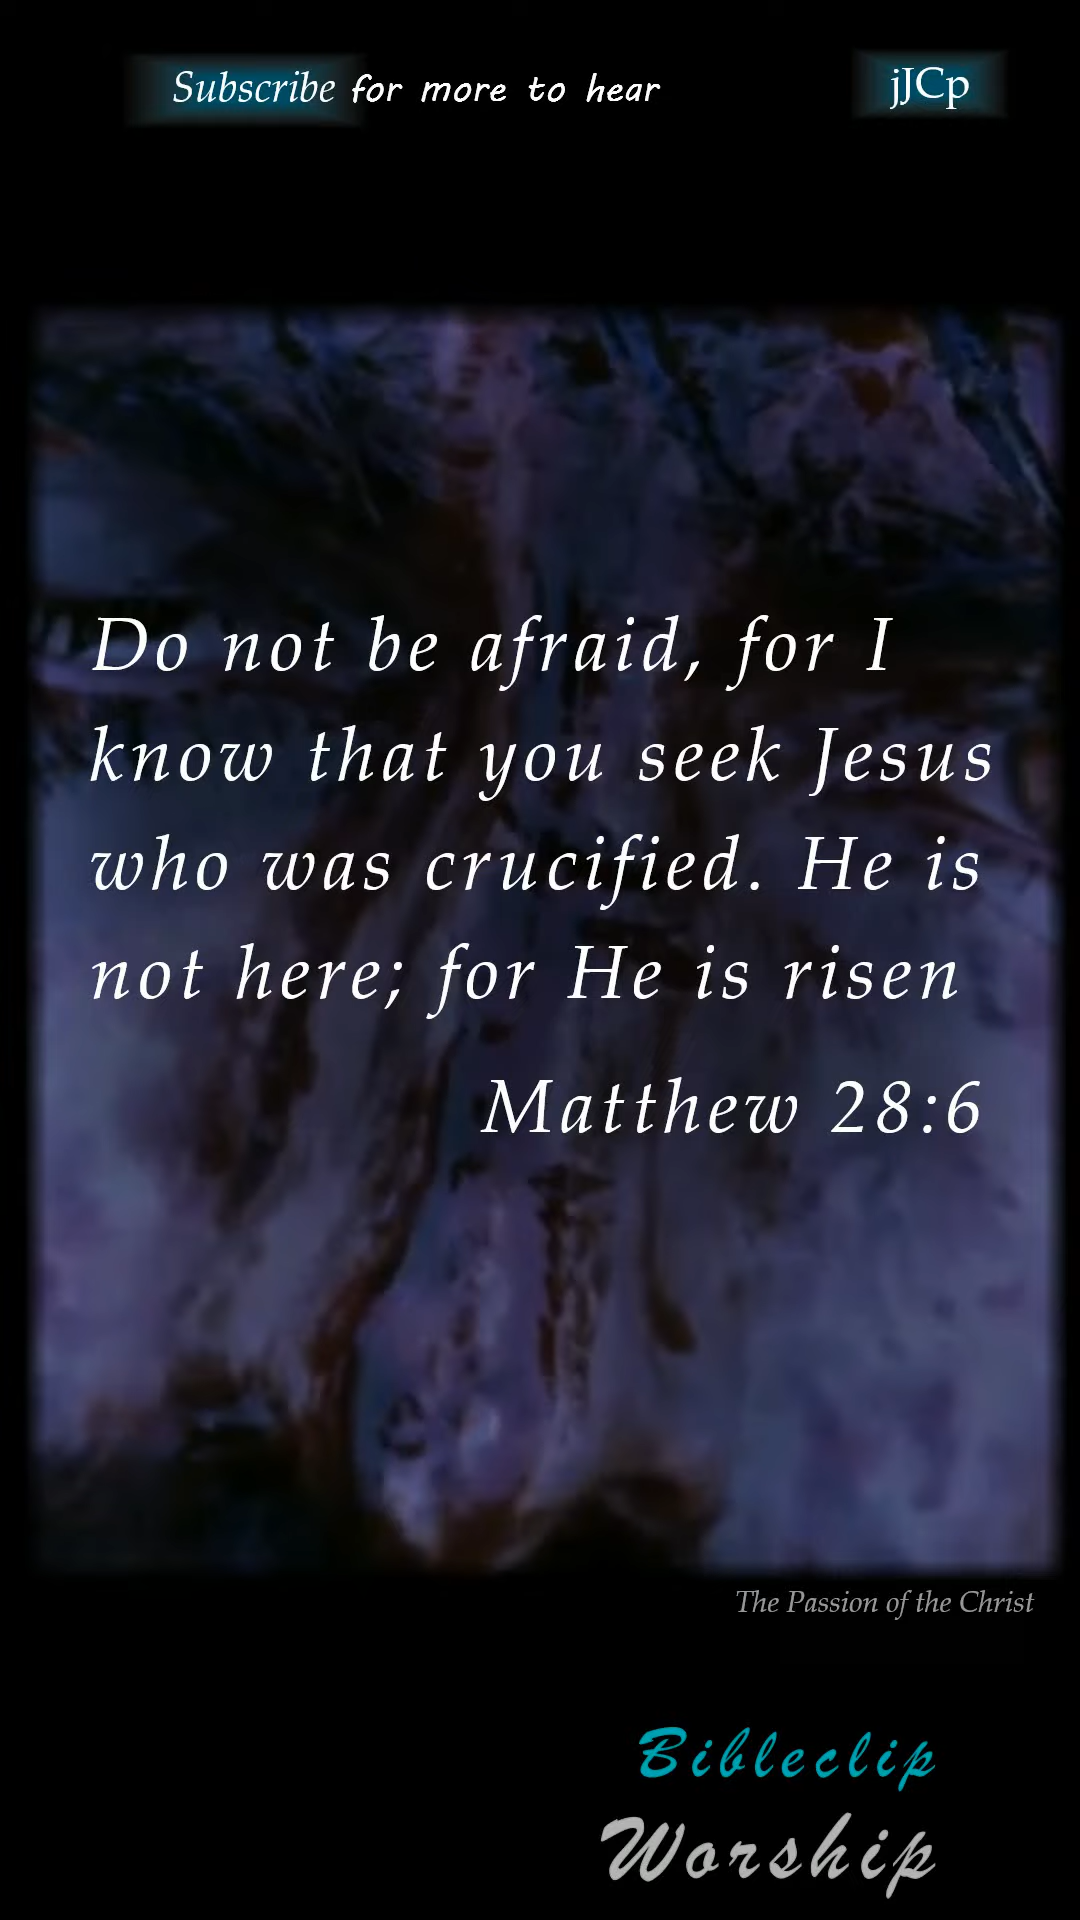 Subscribe for more to hear
jJCp
Do not be afraid, for I
know that you seek Jesus
who was crucified. He is
not here; for He is risen
Matthew 28:6
The Passion of the Christ
Bibleclip
Worship